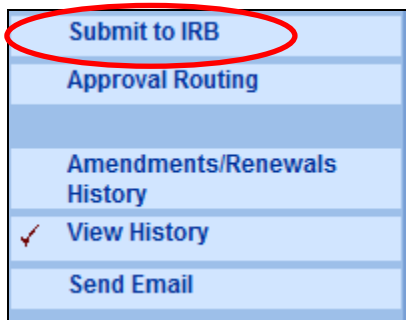 Submit to IRB
Approval Routing
Amendments/Renewals
History
View History
Send Email